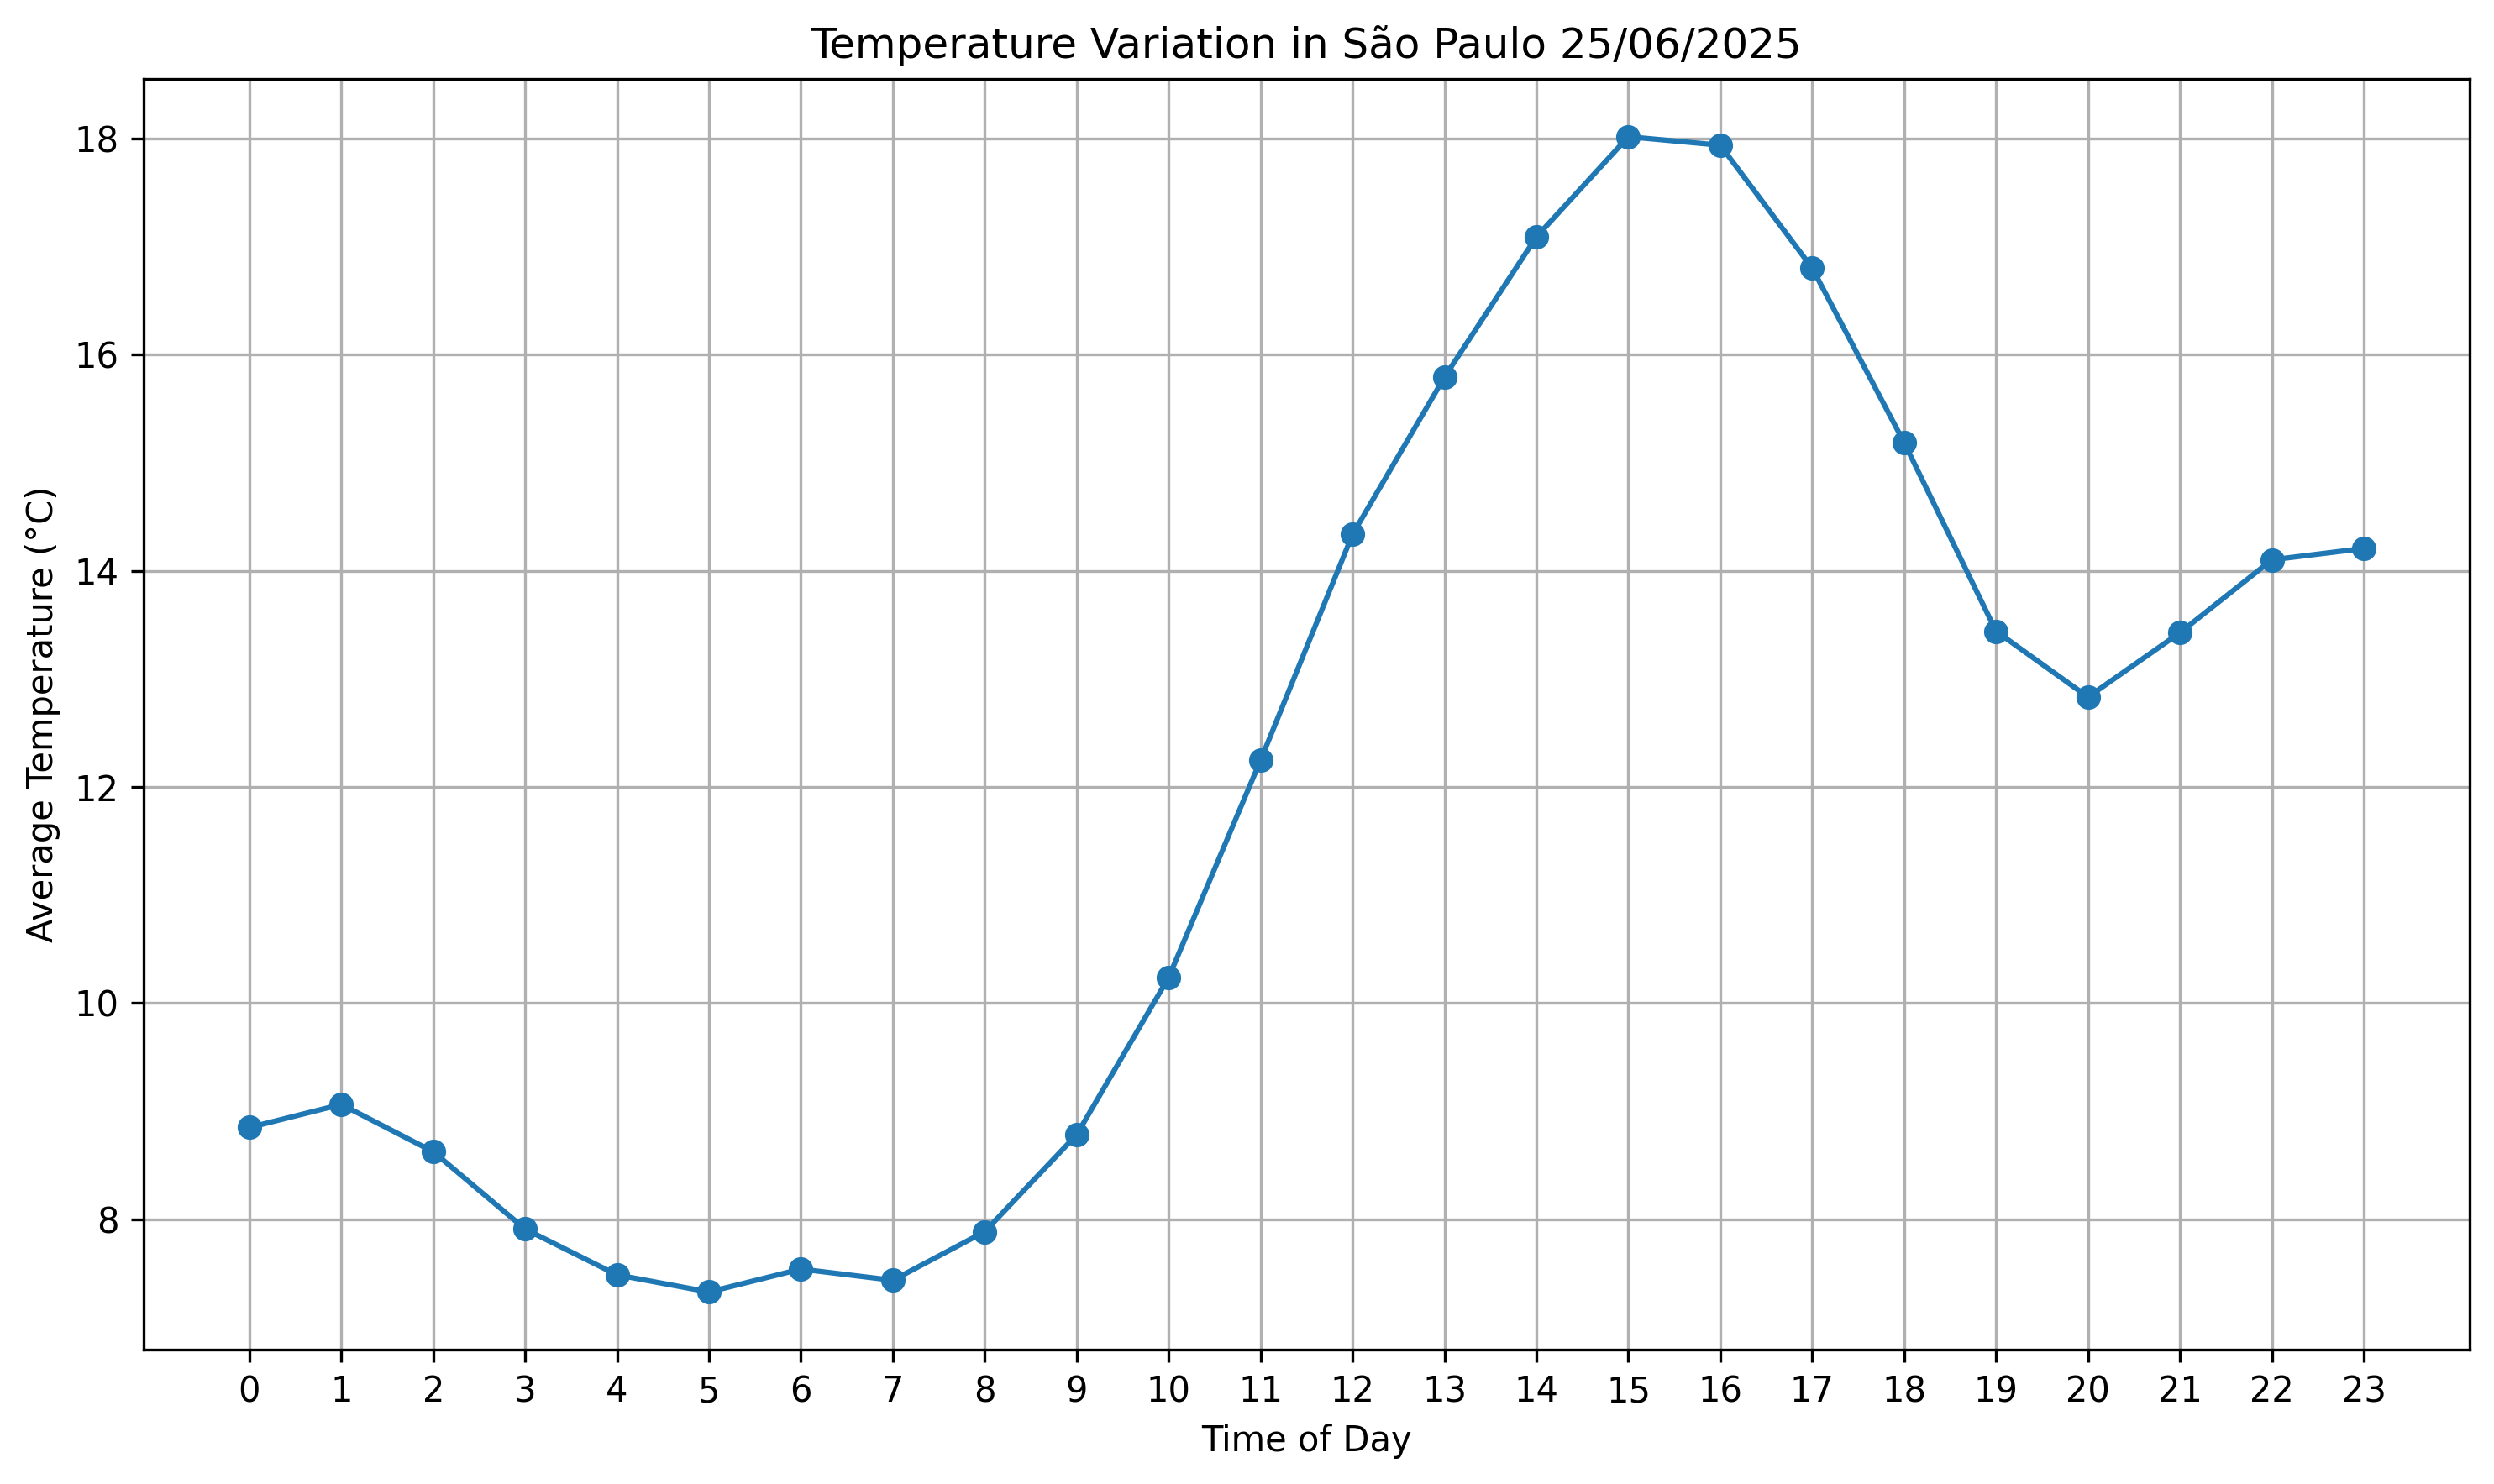 Temperature Variation in São Paulo 25/06/2025
18
16
14
12
10
8
Average Temperature (°C)
0 1 2 3 4 5 6 7 8 9 10 11 12 13 14 15 16 17 18 19 20 21 22 23
Time of Day